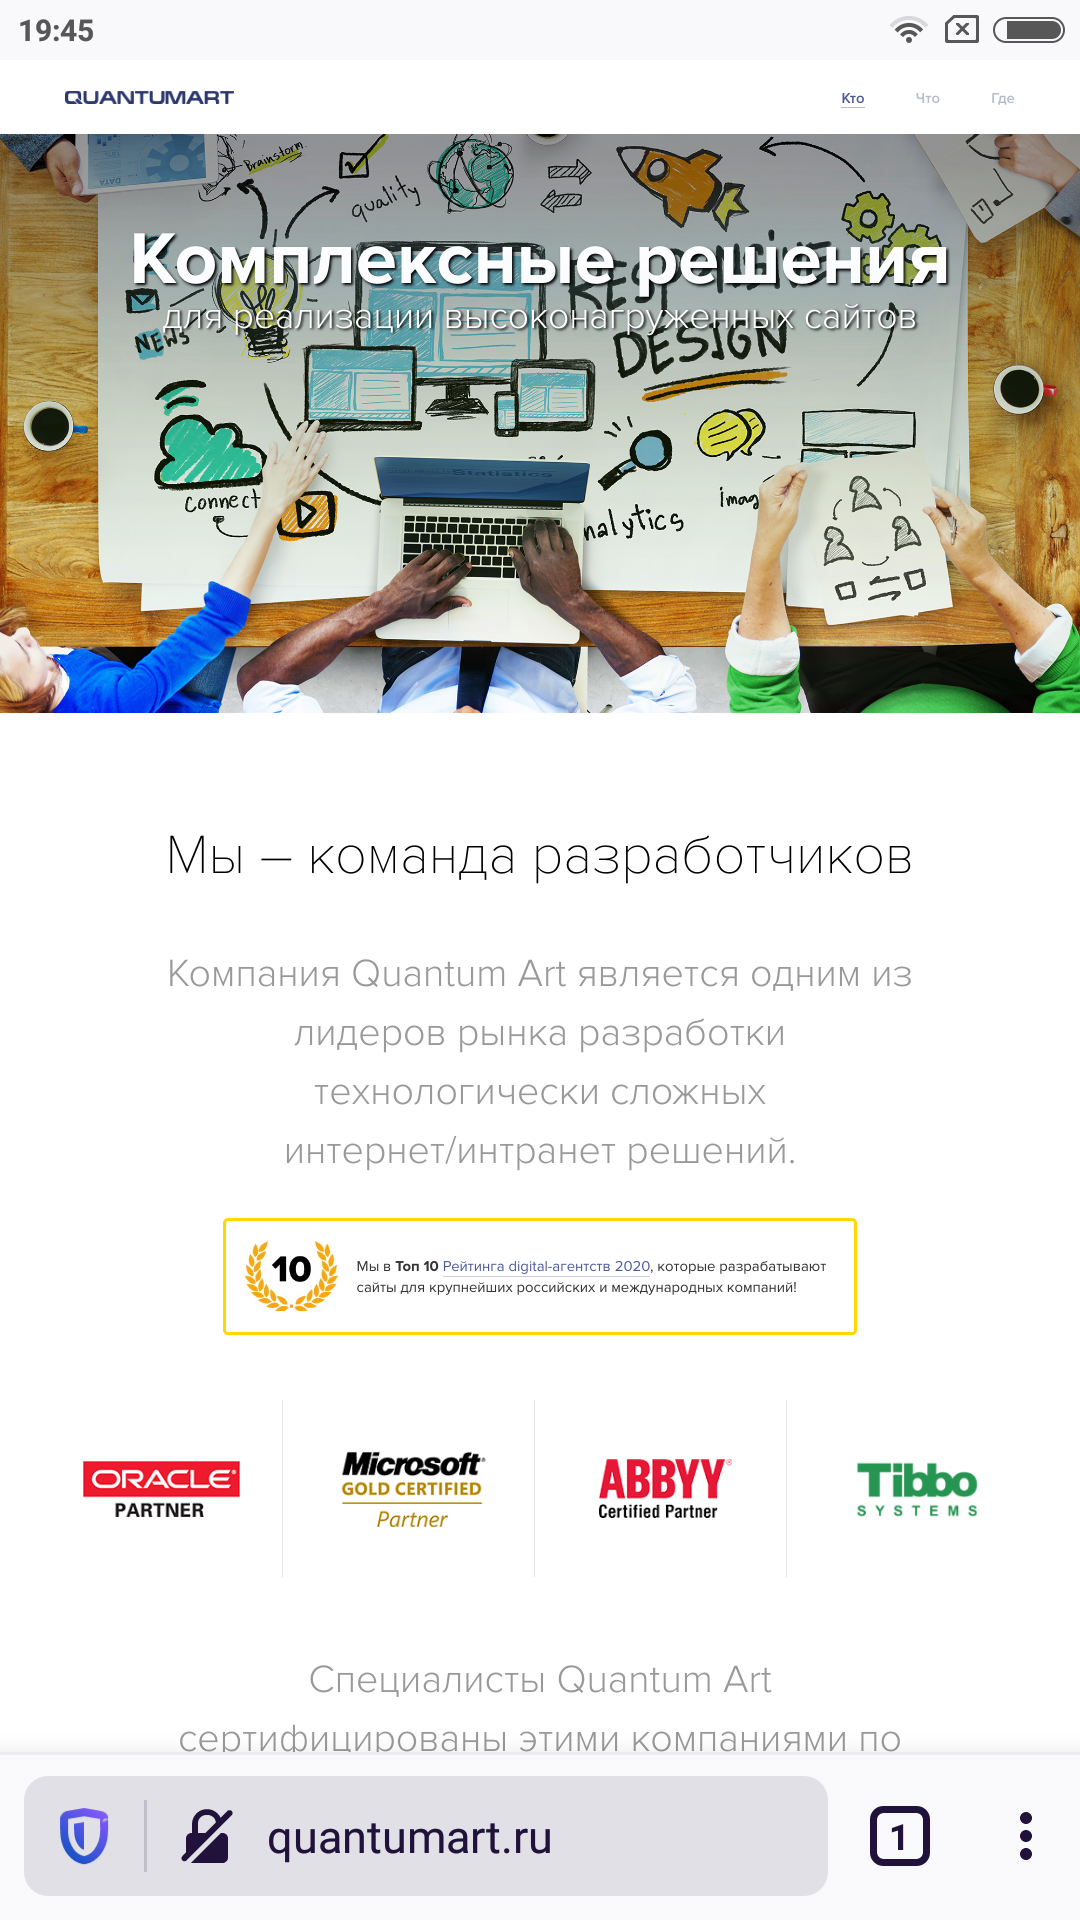 19:45
QUANTUMART
Кто
Что
Где
Brainstorm
quality
DATA
Комплексные решения
для реализации высоконагруженных сайтов
NEWS
DESIGN
Statistics
Connect
imag
nalytics
Мы – команда разработчиков
Компания Quantum Art является одним из
лидеров рынка разработки
технологически сложных
интернет/интранет решений.
10
Мы в Топ 10 Рейтинга digital-агентств 2020, которые разрабатывают
сайты для крупнейших российских и международных компаний!
ORACLE®
PARTNER
Microsoft®
GOLD CERTIFIED
Partner
ABBYY®
Certified Partner
Tibbo
SYSTEMS
Специалисты Quantum Art
сертифицированы этими компаниями по
quantumart.ru
1